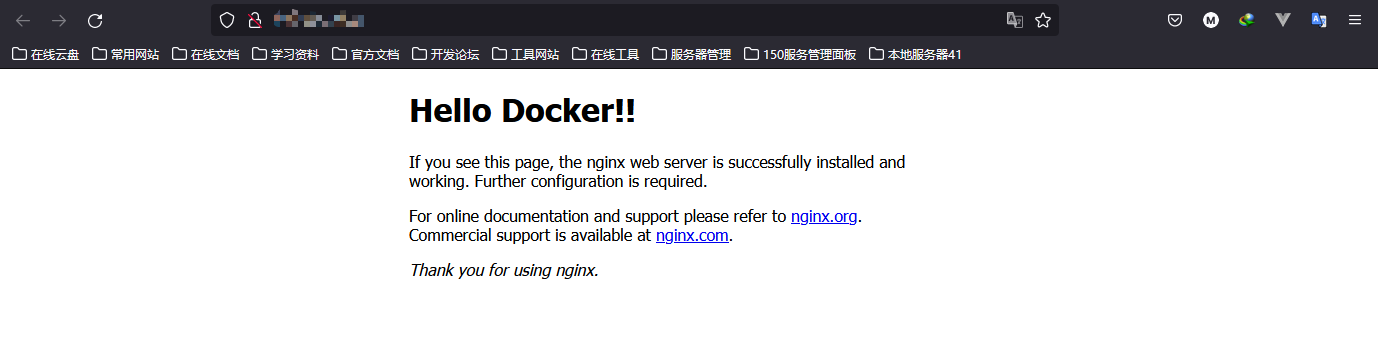 在线云盘 常用网站 在线文档 学习资料 官方文档 开发论坛 工具网站 在线工具 服务器管理 150服务管理面板 本地服务器41
Hello Docker!!
If you see this page, the nginx web server is successfully installed and
working. Further configuration is required.
For online documentation and support please refer to nginx.org.
Commercial support is available at nginx.com.
Thank you for using nginx.